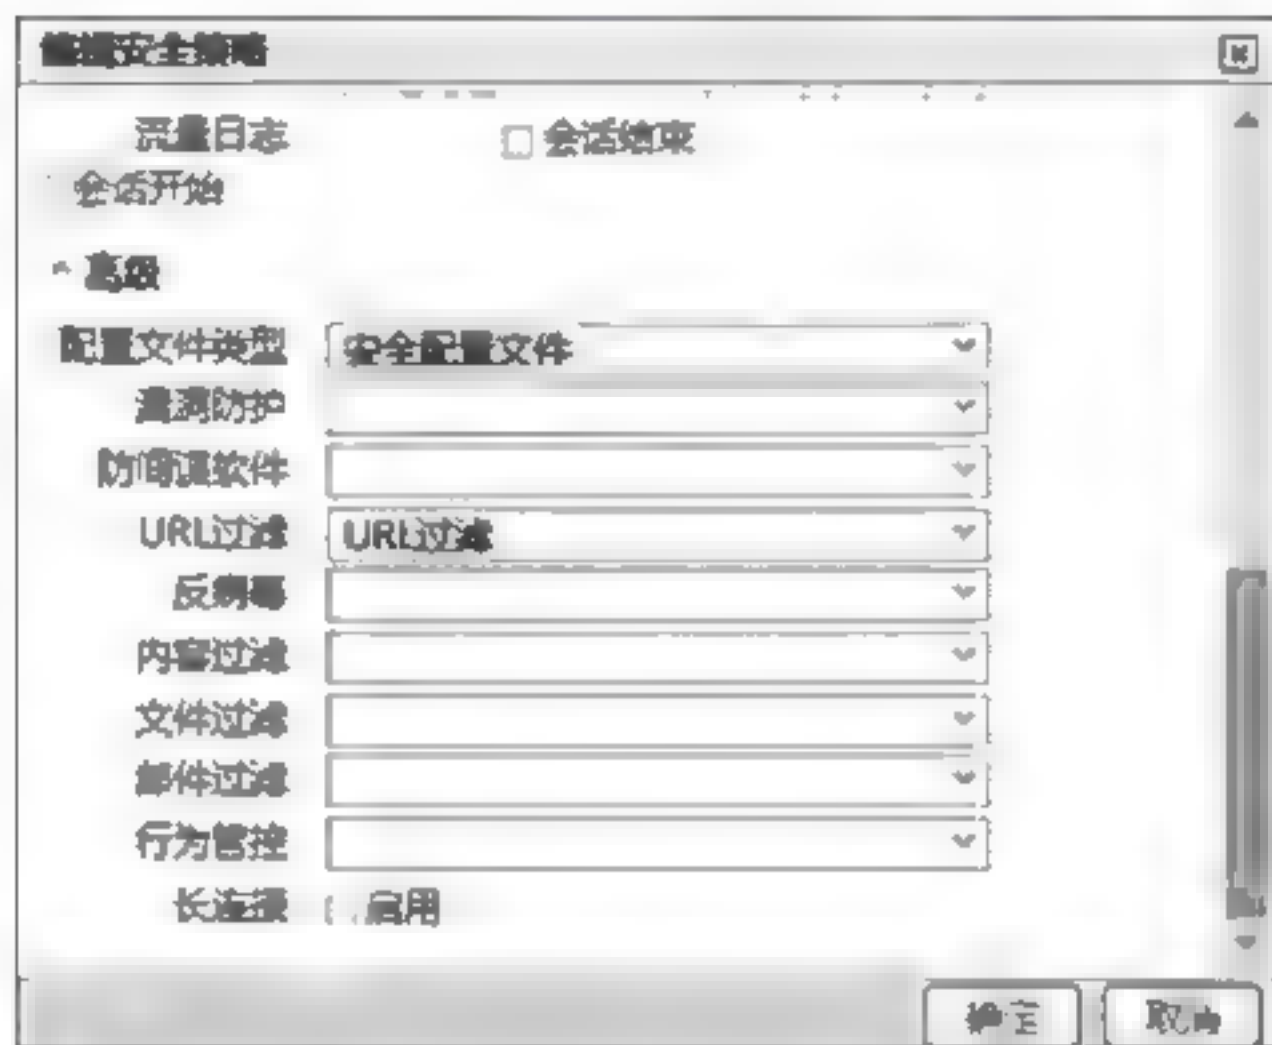 编辑安全策略
流量日志 会话结束
会话开始
高级
配置文件类型 安全配置文件
漏洞防护
防间谍软件
URL过滤 URL过滤
反病毒
内容过滤
文件过滤
邮件过滤
行为管控
长连接 启用
确定 取消